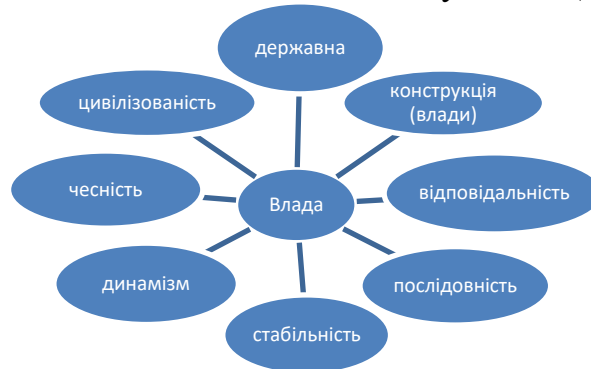 державна
цивілізованість
конструкція
(влади)
чесність
Влада
відповідальність
динамізм
послідовність
стабільність